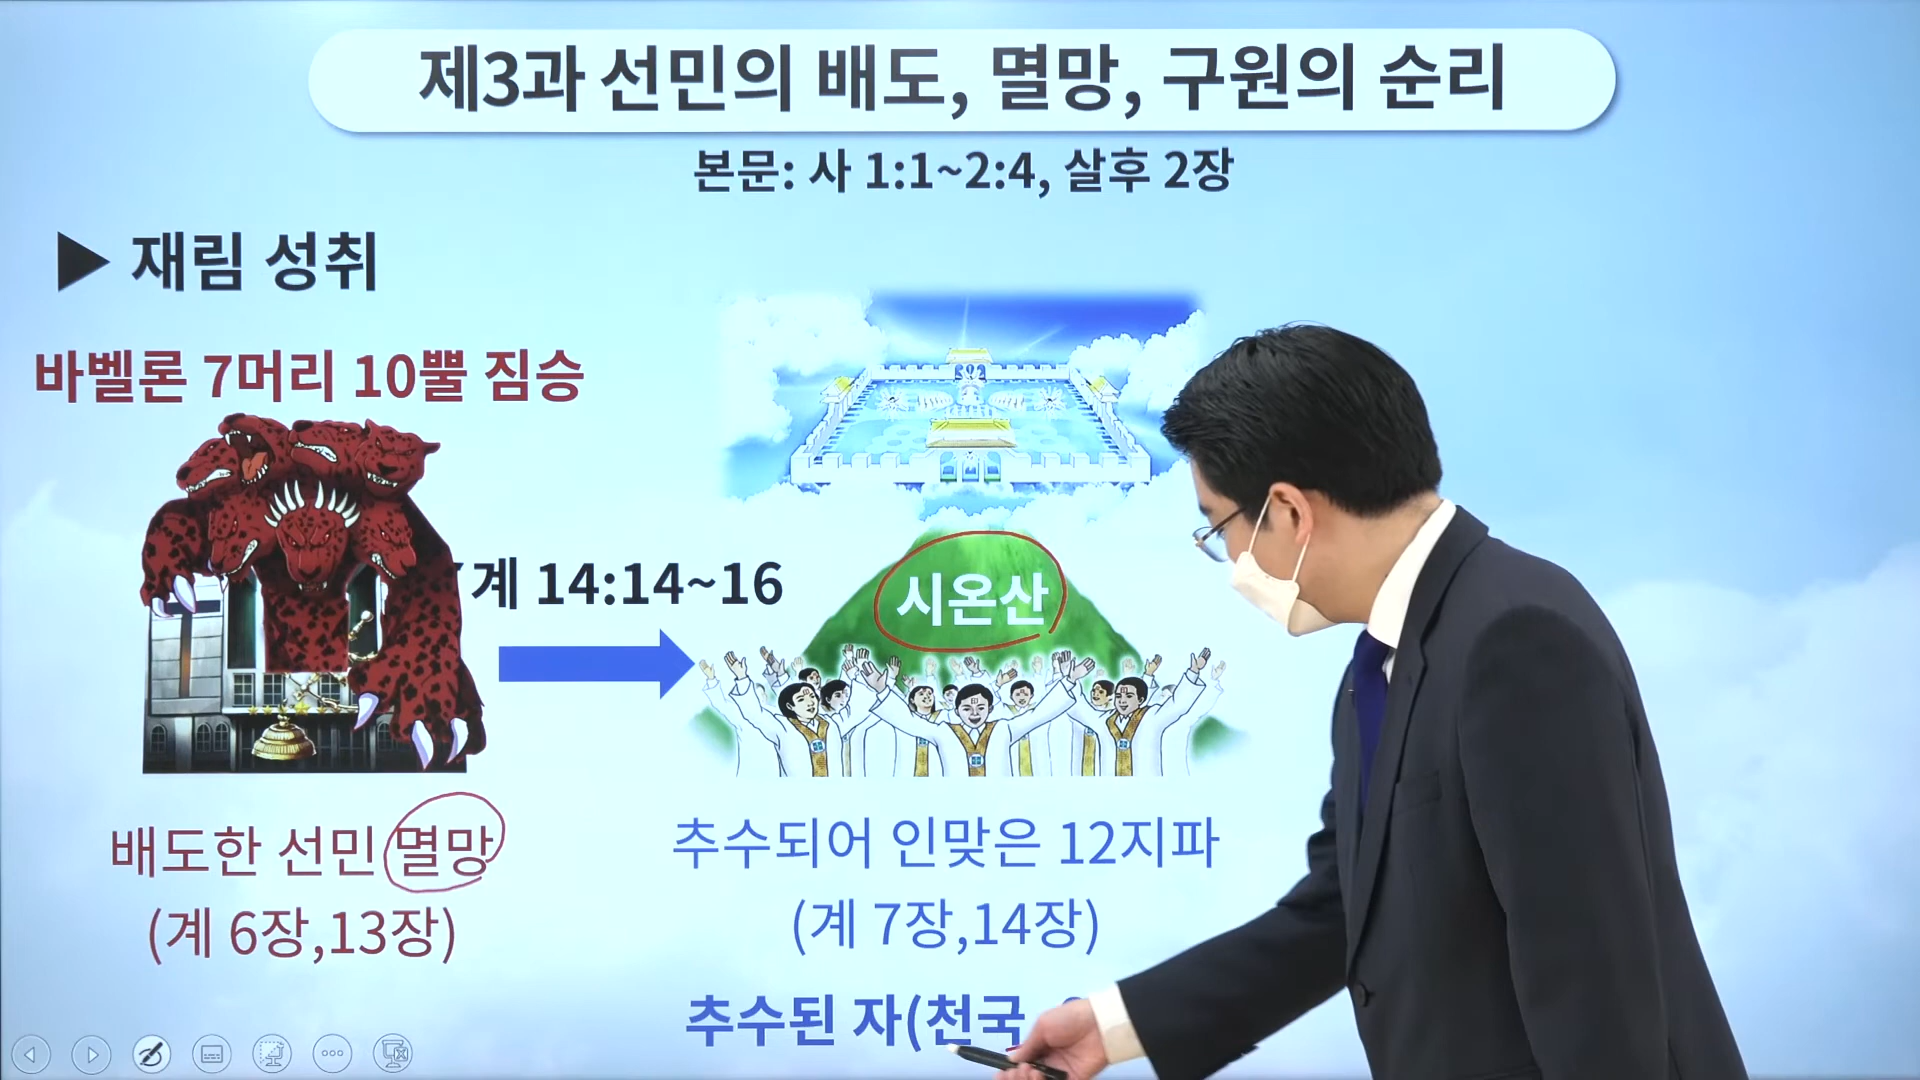 제3과 선민의 배도, 멸망, 구원의 순리
본문: 사 1:1~2:4, 살후 2장
▶ 재림 성취
바벨론 7머리 10뿔 짐승
계 14:14~16
시온산
배도한 선민 멸망
(계 6장,13장)
추수되어 인맞은 12지파
(계 7장,14장)
추수된 자(천국